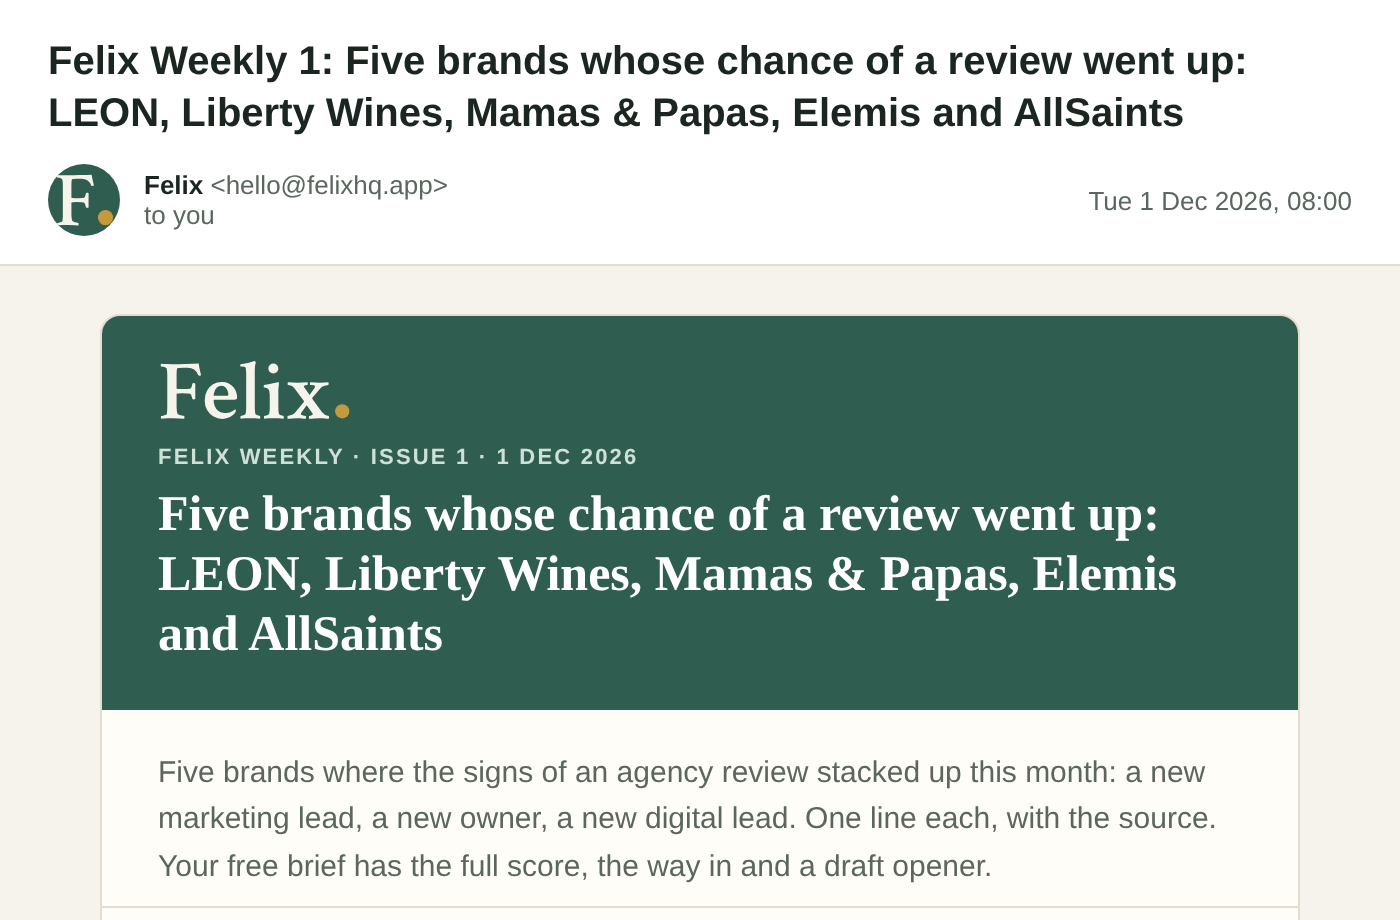 Felix Weekly 1: Five brands whose chance of a review went up:
LEON, Liberty Wines, Mamas & Papas, Elemis and AllSaints
F.
Felix <hello@felixhq.app>
to you
Tue 1 Dec 2026, 08:00
Felix.
FELIX WEEKLY · ISSUE 1 · 1 DEC 2026
Five brands whose chance of a review went up:
LEON, Liberty Wines, Mamas & Papas, Elemis
and AllSaints
Five brands where the signs of an agency review stacked up this month: a new
marketing lead, a new owner, a new digital lead. One line each, with the source.
Your free brief has the full score, the way in and a draft opener.